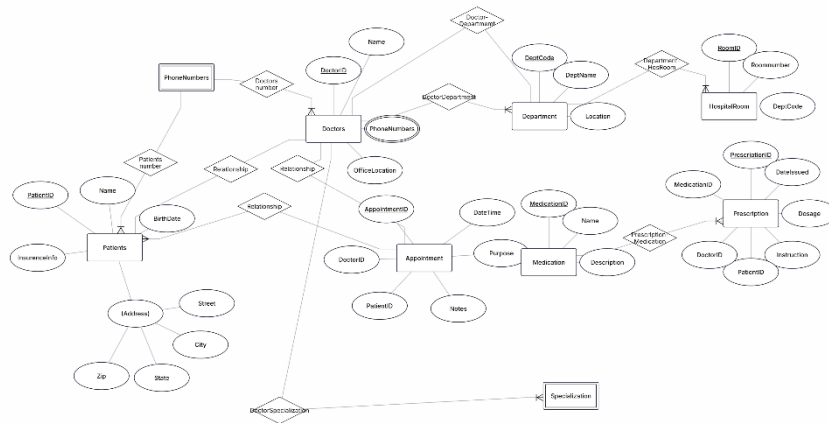 Doctor-
Department
Name
PhoneNumbers
Doctors
number
DoctorID
DeptCode
DeptName
Department
HosRoom
RoomID
Roomnumber
DoctorDepartment
Department
HospitalRoom
DeptCode
Doctors
PhoneNumbers
Location
OfficeLocation
Patients
number
Relationship
Relationship
Name
PatientID
BirthDate
Relationship
AppointmentID
DateTime
MedicationID
Name
PrescriationID
MedicationID
DateIssued
Prescription
Dosage
Prescription
Medication
InsurenceInfo
Patients
DoctorID
Appointment
Purpose
Medication
Description
DoctorID
PatientID
Instruction
PatientID
Notes
(Address)
Street
City
Zip
State
DoctorSpecialization
Specialization